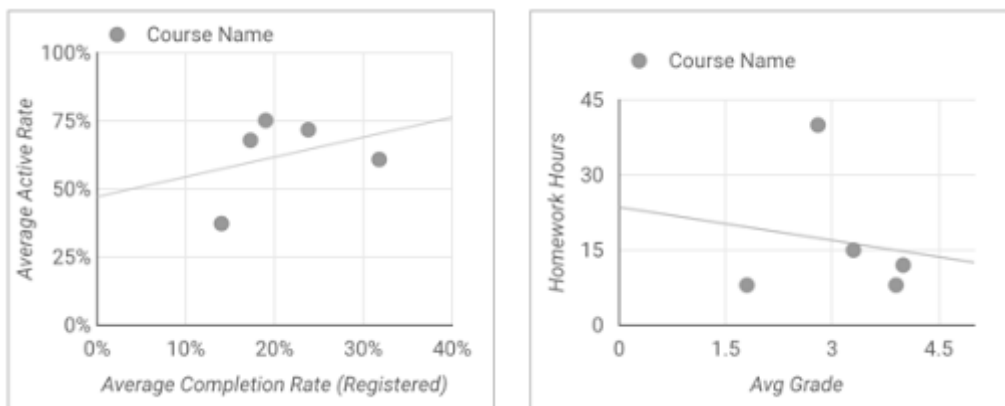 Course Name
100%
75%
50%
25%
0%
0% 10% 20% 30% 40%
Average Active Rate
Average Completion Rate (Registered)
Course Name
45
30
15
0
0 1.5 3 4.5
Homework Hours
Avg Grade